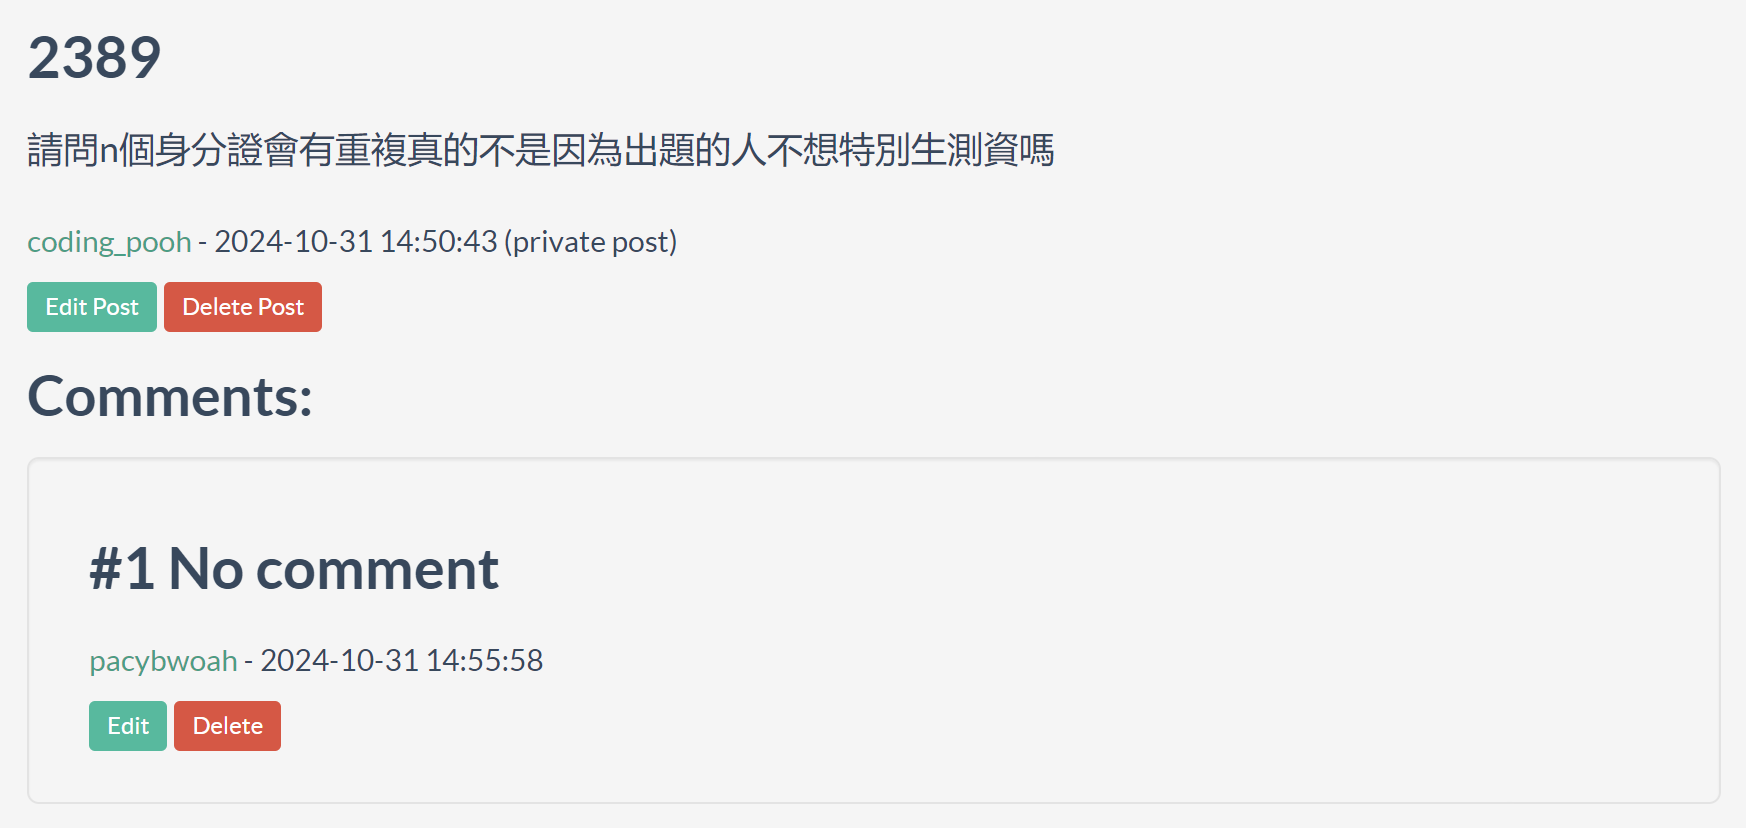 2389
請問n個身分證會有重複真的不是因為出題的人不想特別生測資嗎
coding_pooh - 2024-10-31 14:50:43 (private post)
Edit Post Delete Post
Comments:
#1 No comment
pacybwoah - 2024-10-31 14:55:58
Edit Delete